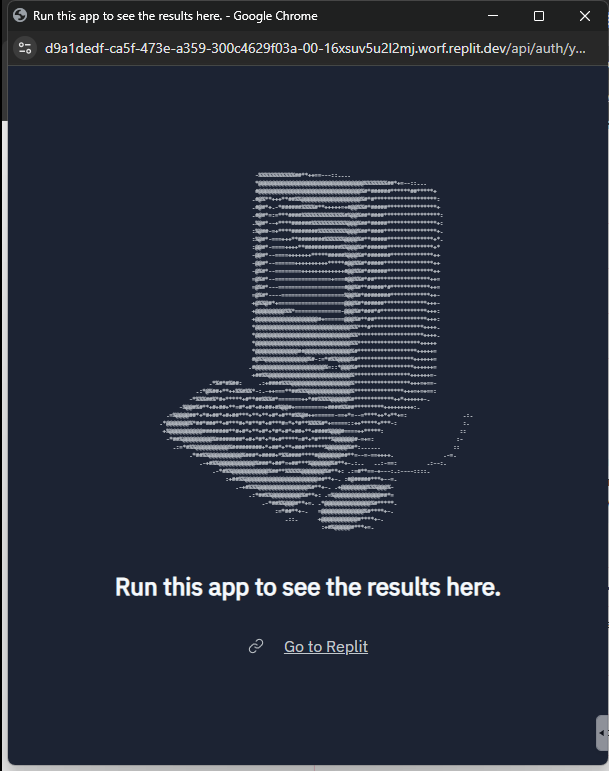 Run this app to see the results here. - Google Chrome
d9a1dedf-ca5f-473e-a359-300c4629f03a-00-16xsuv5u2l2mj.worf.replit.dev/api/auth/y...
Run this app to see the results here.
Go to Replit